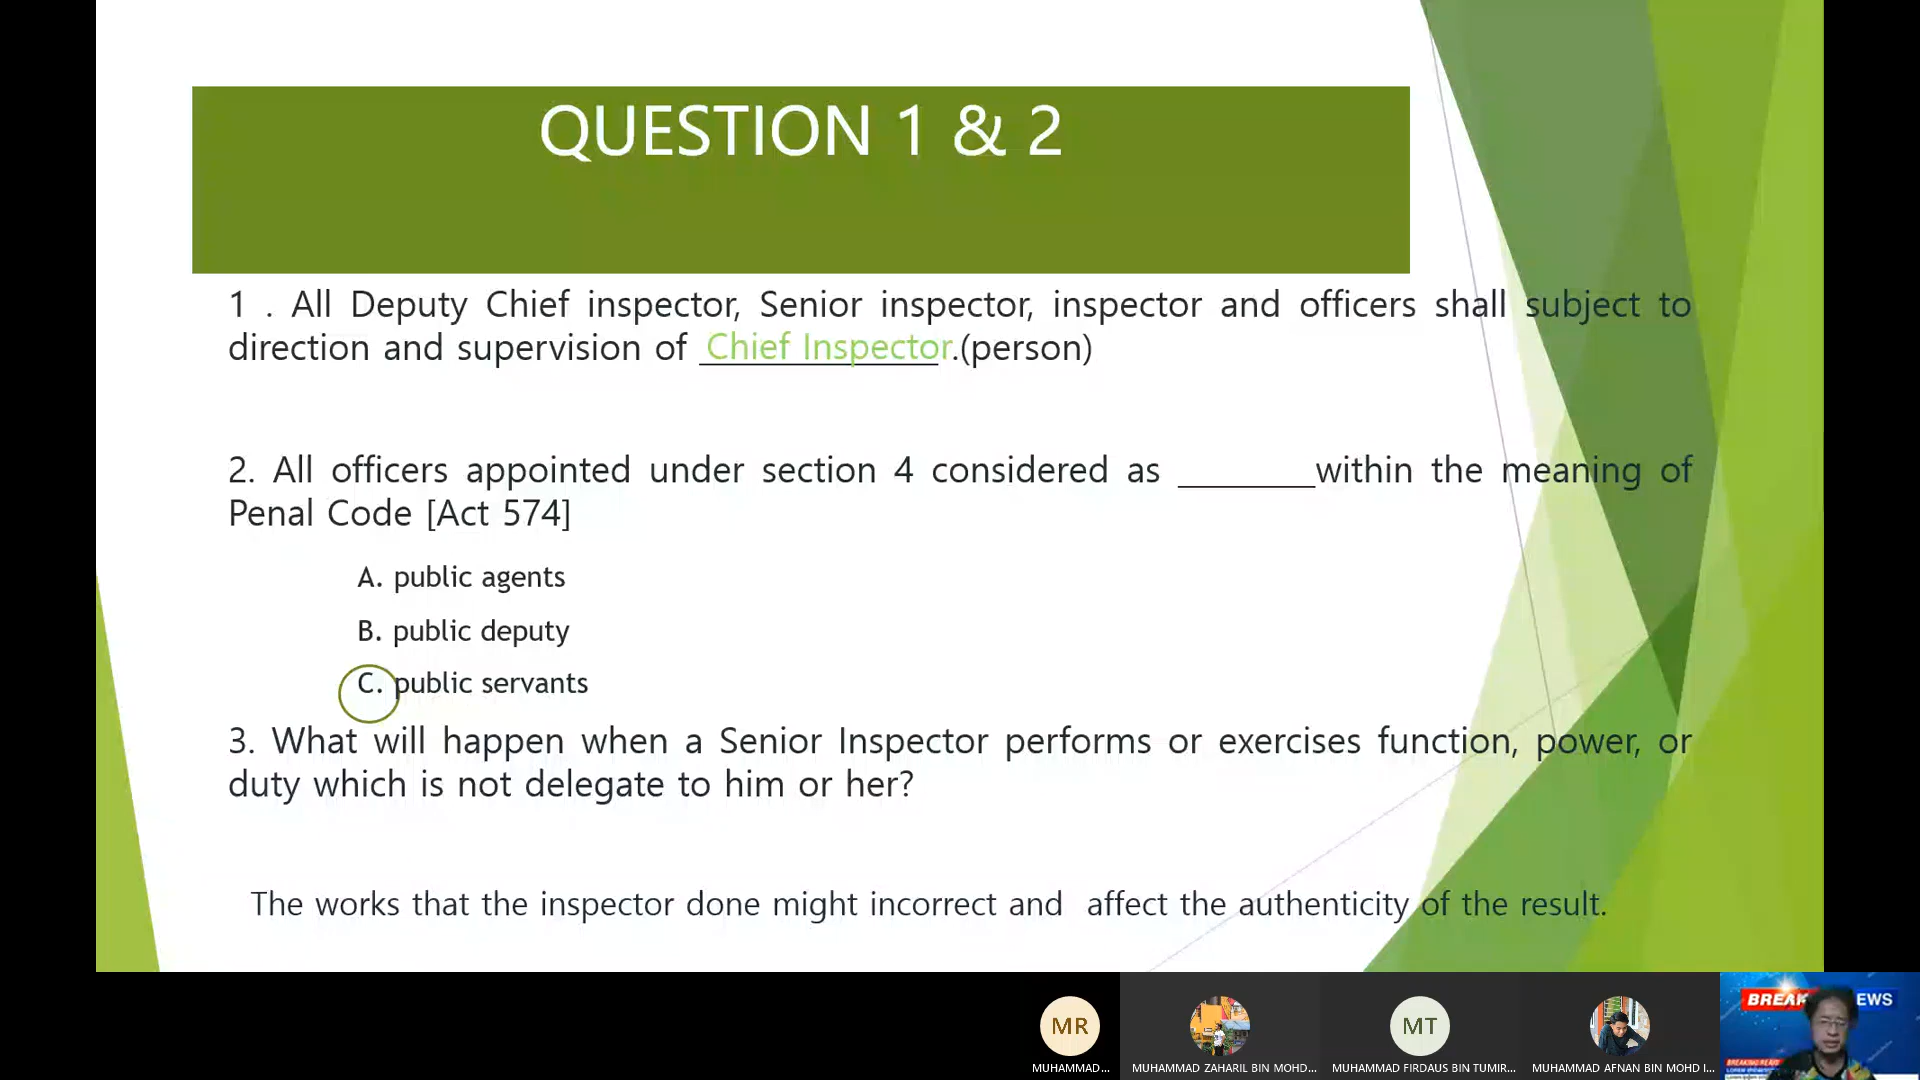 QUESTION 1 & 2
1 . All Deputy Chief inspector, Senior inspector, inspector and officers shall subject to
direction and supervision of Chief Inspector.(person)
2. All officers appointed under section 4 considered as ________within the meaning of
Penal Code [Act 574]
A. public agents
B. public deputy
C. public servants
3. What will happen when a Senior Inspector performs or exercises function, power, or
duty which is not delegate to him or her?
The works that the inspector done might incorrect and affect the authenticity of the result.
MR
MT
MUHAMMAD...
MUHAMMAD ZAHARIL BIN MOHD...
MUHAMMAD FIRDAUS BIN TUMIR...
MUHAMMAD AFNAN BIN MOHD I...
BREAK EWS